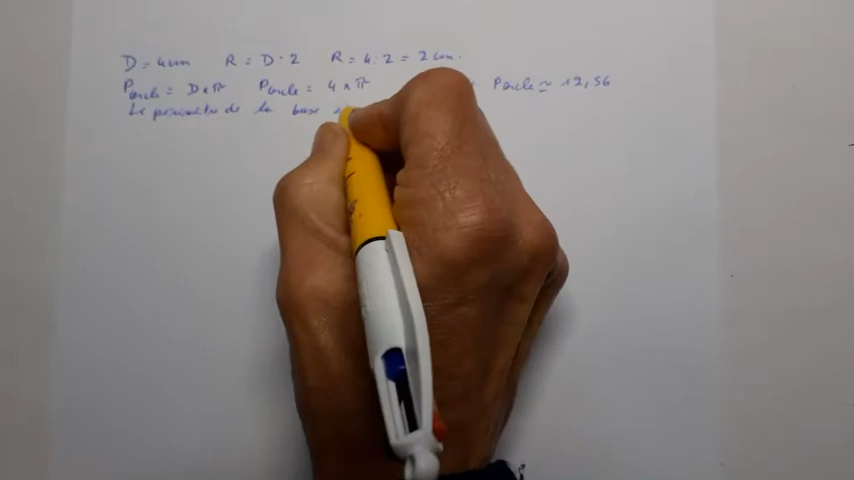 D = 4cm R = D : 2 R = 4 : 2 = 2 cm.
Pcercle = D × π Pcercle = 4 × π Pcercle ≃ 12,56
Le périmètre de la base